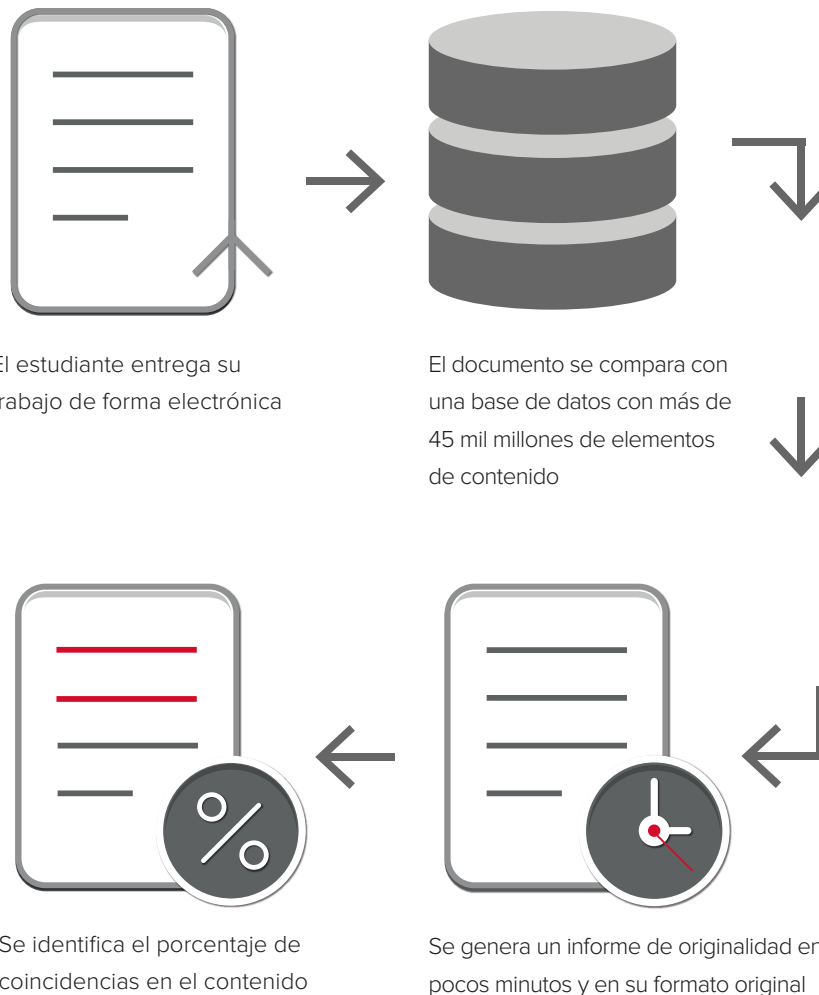 El estudiante entrega su
trabajo de forma electrónica
El documento se compara con
una base de datos con más de
45 mil millones de elementos
de contenido
Se identifica el porcentaje de
coincidencias en el contenido
Se genera un informe de originalidad en
pocos minutos y en su formato original
%